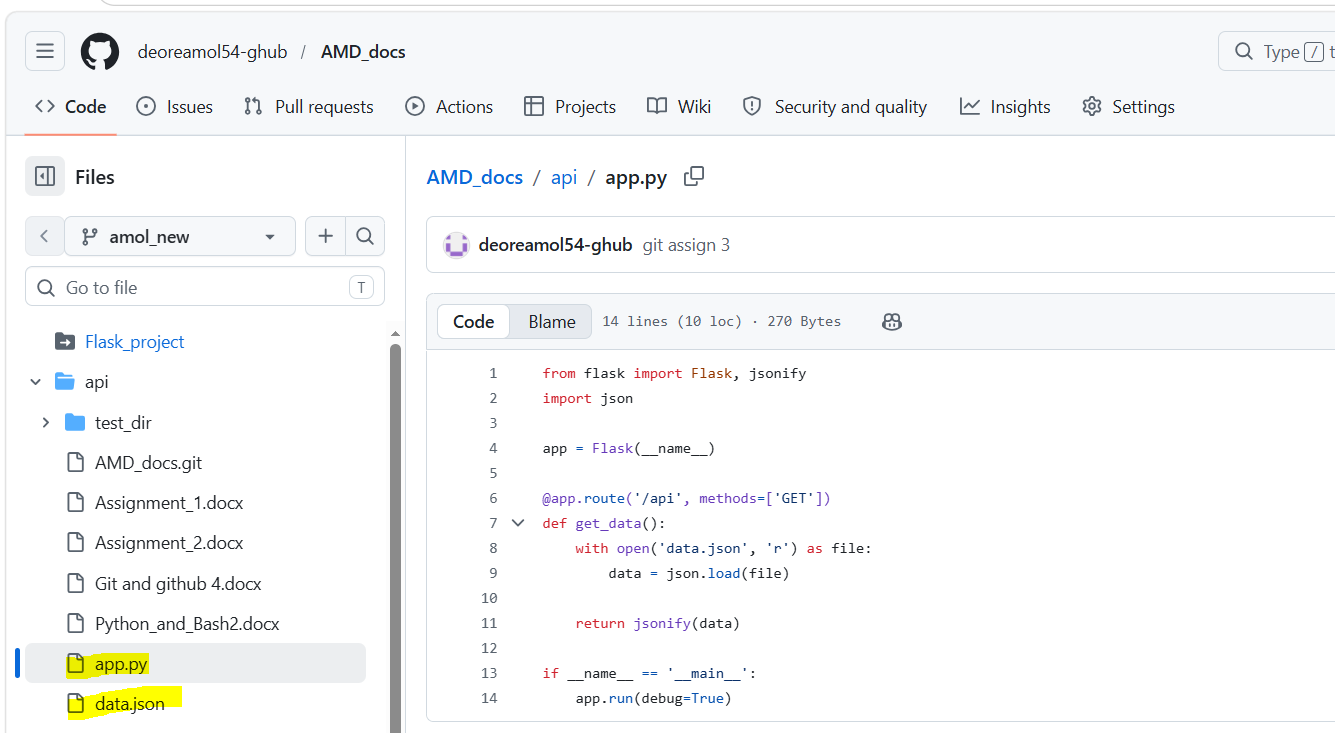 deoreamol54-ghub / AMD_docs
Type / t
Code Issues Pull requests Actions Projects Wiki Security and quality Insights Settings
Files
amol_new
Go to file T
Flask_project
api
test_dir
AMD_docs.git
Assignment_1.docx
Assignment_2.docx
Git and github 4.docx
Python_and_Bash2.docx
app.py
data.json
AMD_docs / api / app.py
deoreamol54-ghub git assign 3
Code Blame 14 lines (10 loc) · 270 Bytes
1 from flask import Flask, jsonify
2 import json
3
4 app = Flask(__name__)
5
6 @app.route('/api', methods=['GET'])
7 def get_data():
8     with open('data.json', 'r') as file:
9         data = json.load(file)
10
11     return jsonify(data)
12
13 if __name__ == '__main__':
14     app.run(debug=True)